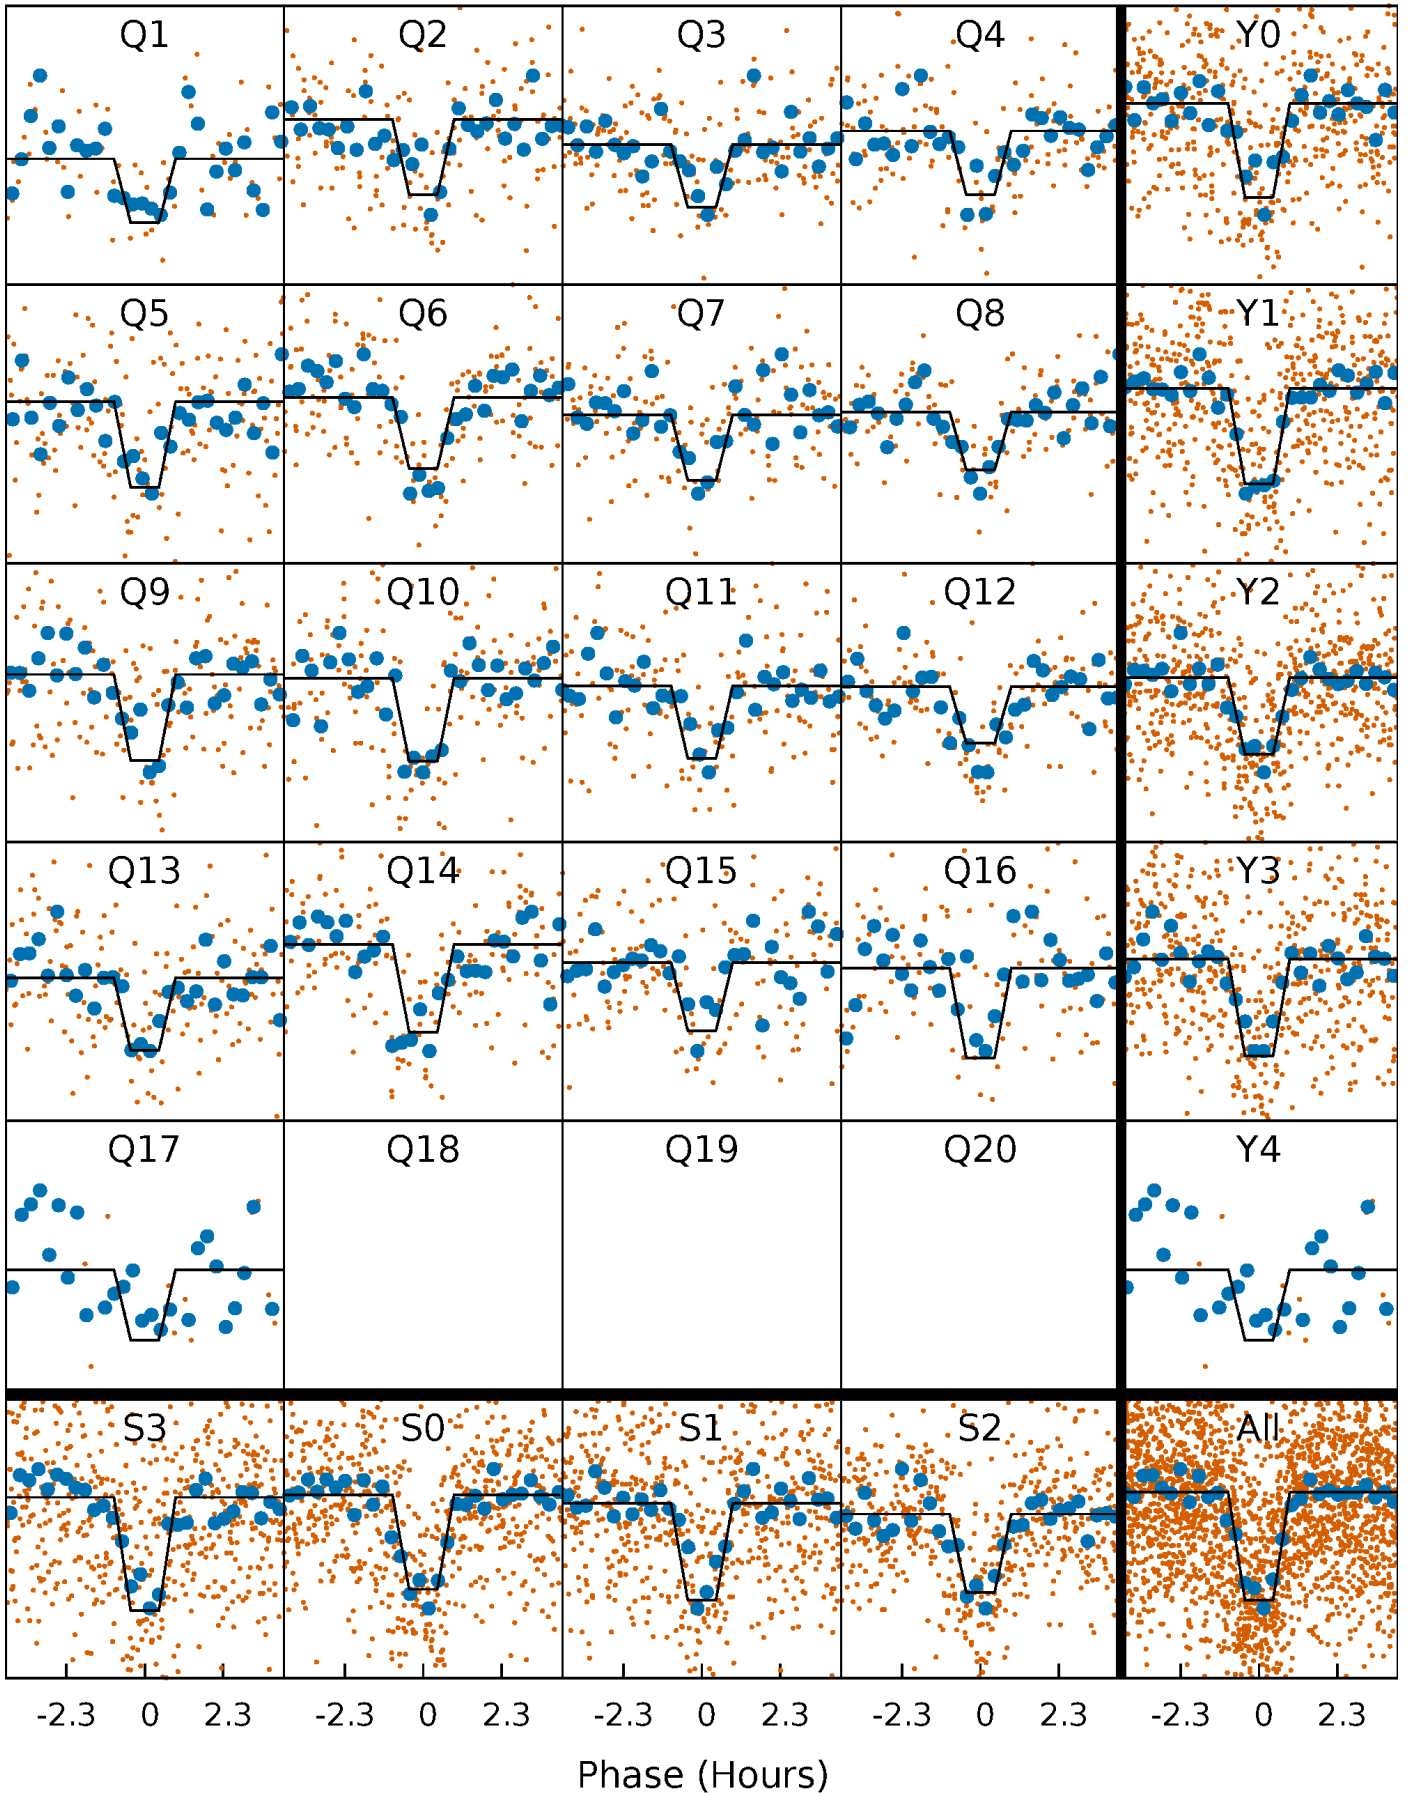 Q1 Q2 Q3 Q4 Y0
Q5 Q6 Q7 Q8 Y1
Q9 Q10 Q11 Q12 Y2
Q13 Q14 Q15 Q16 Y3
Q17 Q18 Q19 Q20 Y4
S3 S0 S1 S2 All
-2.3 0 2.3 -2.3 0 2.3 -2.3 0 2.3 -2.3 0 2.3 -2.3 0 2.3
Phase (Hours)